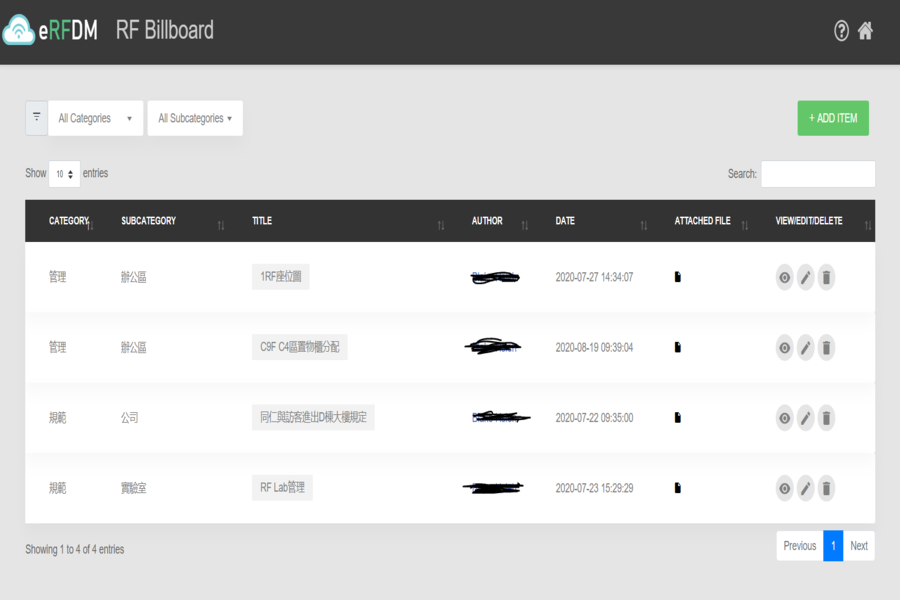 eRFDM RF Billboard
All Categories All Subcategories
+ ADD ITEM
Show 10 entries
Search:
CATEGORY SUBCATEGORY TITLE AUTHOR DATE ATTACHED FILE VIEW/EDIT/DELETE
管理 辦公區 1RF座位圖 2020-07-27 14:34:07
管理 辦公區 C9F C4區置物櫃分配 2020-08-19 09:39:04
規範 公司 同仁與訪客進出D棟大樓規定 2020-07-22 09:35:00
規範 實驗室 RF Lab管理 2020-07-23 15:29:29
Showing 1 to 4 of 4 entries
Previous 1 Next